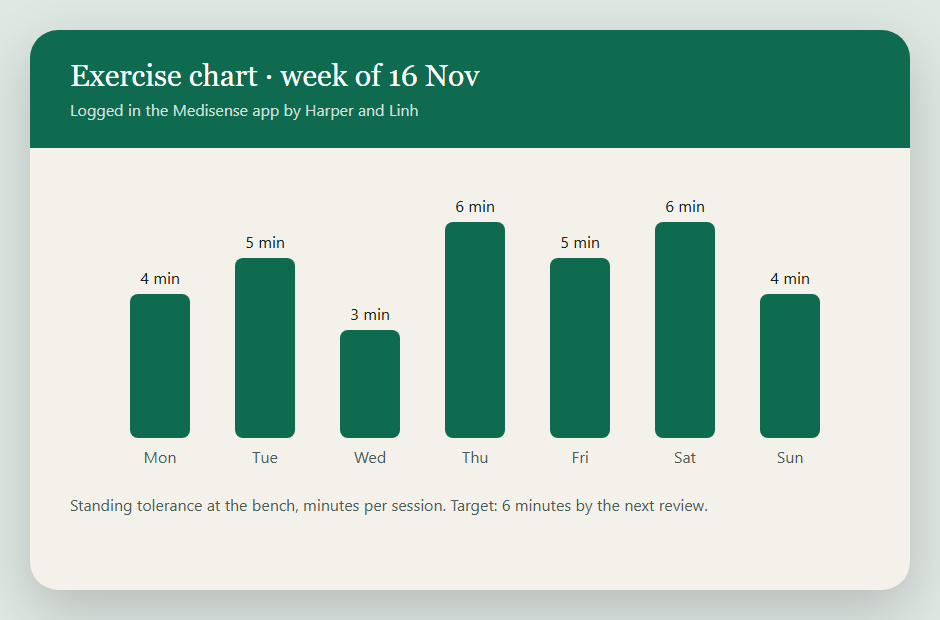 Exercise chart · week of 16 Nov
Logged in the Medisense app by Harper and Linh
4 min
5 min
3 min
6 min
5 min
6 min
4 min
Mon
Tue
Wed
Thu
Fri
Sat
Sun
Standing tolerance at the bench, minutes per session. Target: 6 minutes by the next review.